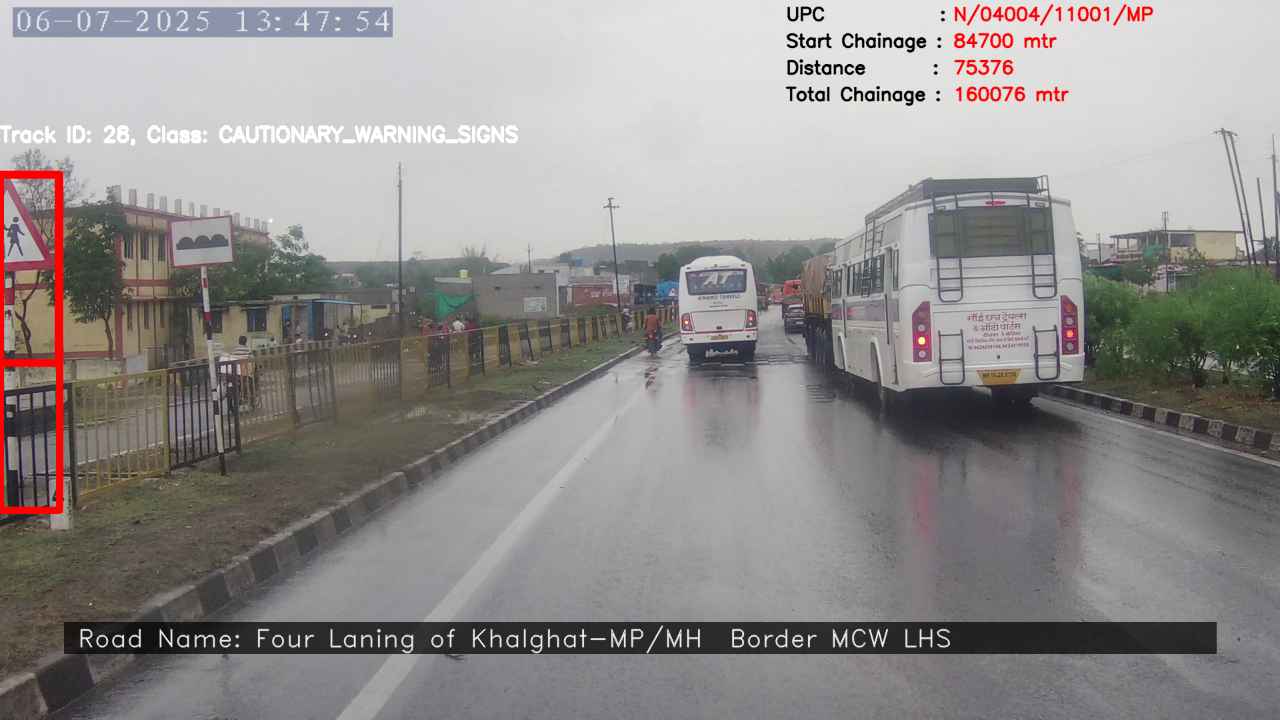 06-07-2025 13:47:54
UPC : N/04004/11001/MP
Start Chainage : 84700 mtr
Distance : 75376
Total Chainage : 160076 mtr
Track ID: 26, Class: CAUTIONARY_WARNING_SIGNS
AT
Road Name: Four Laning of Khalghat-MP/MH Border MCW LHS